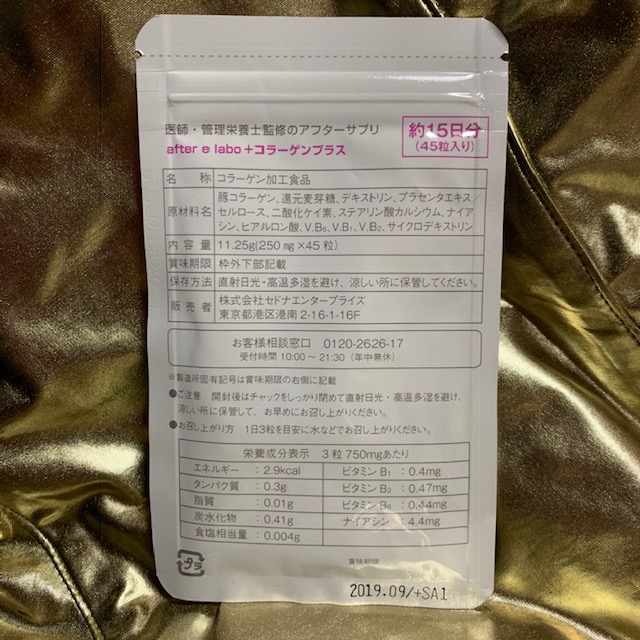 医師・管理栄養士監修のアフターサプリ
after e labo+コラーゲンプラス
約15日分
(45粒入り)
名 称 コラーゲン加工食品
原材料名 豚コラーゲン、還元麦芽糖、デキストリン、プラセンタエキス/
セルロース、二酸化ケイ素、ステアリン酸カルシウム、ナイア
シン、ヒアルロン酸、V.B₆、V.B₁、V.B₂、サイクロデキストリン
内 容 量 11.25g(250㎎×45粒)
賞味期限 枠外下部記載
保存方法 直射日光・高温多湿を避け、涼しい所に保管してください。
販 売 者 株式会社セドナエンタープライズ
東京都港区港南2-16-1-16F
お客様相談窓口 0120-2626-17
受付時間 10:00～21:30 (年中無休)
※製造所固有記号は賞味期限の右側に記載
●ご注意 開封後はチャックをしっかり閉めて直射日光・高温多湿を避け、
涼しい所に保管して、お早めにお召し上がりください。
●お召し上がり方 1日3粒を目安に水などでお召し上がりください。
栄養成分表示 3粒 750mgあたり
エネルギー :2.9kcal ビタミン B₁ :0.4mg
タンパク質 :0.3g ビタミン B₂ :0.47mg
脂質 :0.01g ビタミン B₆ :0.44mg
炭水化物 :0.41g ナイアシン :4.4mg
食塩相当量 :0.004g
プラ
賞味期限
2019.09/+SA1